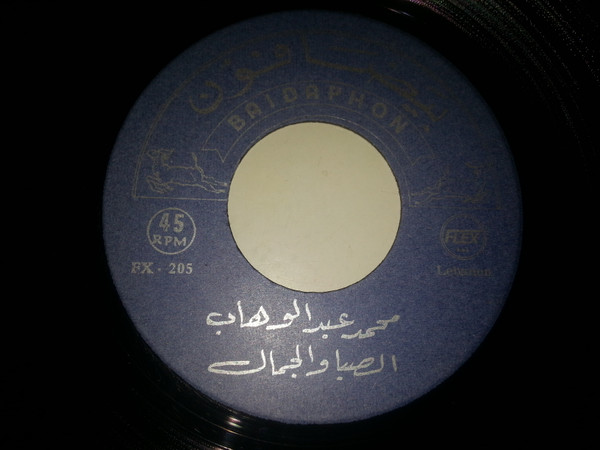 بيضافون
BAIDAPHON
45
RPM
FX - 205
FLEX
Lebanon
محمد عبد الوهاب
الصبا والجمال